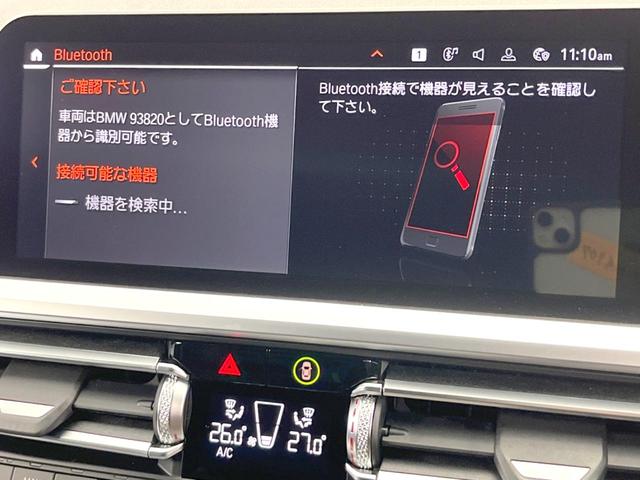 Bluetooth
1
11:10am
ご確認下さい
車両はBMW 93820としてBluetooth機
器から識別可能です。
接続可能な機器
機器を検索中...
Bluetooth接続で機器が見えることを確認し
て下さい。
26.0
27.0
A/C